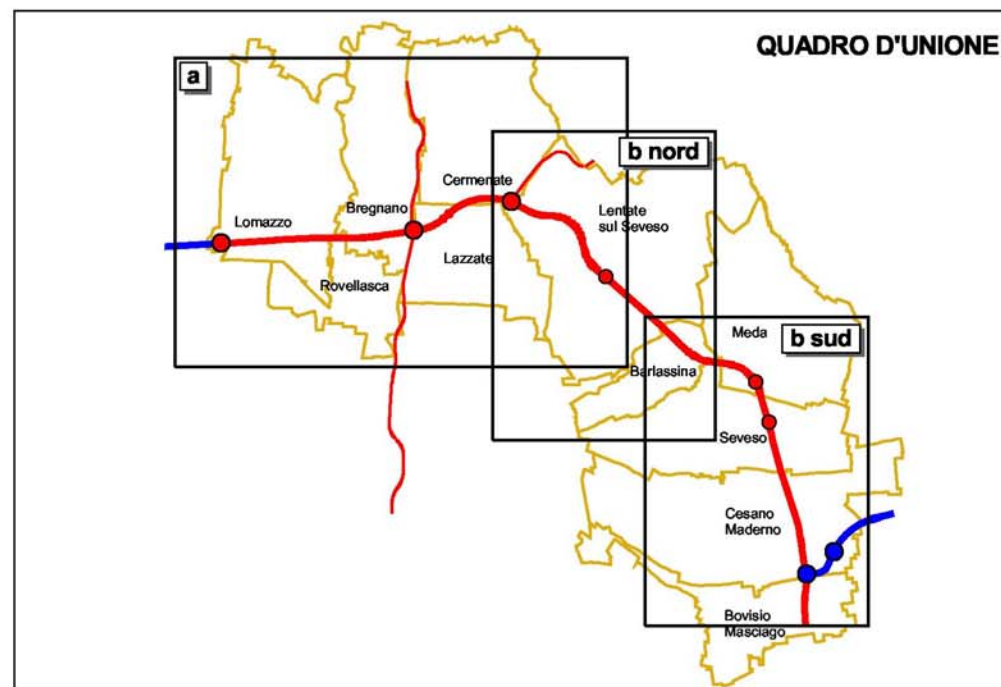 QUADRO D'UNIONE
a
b nord
Cermenate
Bregnano
Lentate
sul Seveso
Lomazzo
Lazzate
Rovellasca
Meda
b sud
Barlassina
Seveso
Cesano
Maderno
Bovisio
Masciago